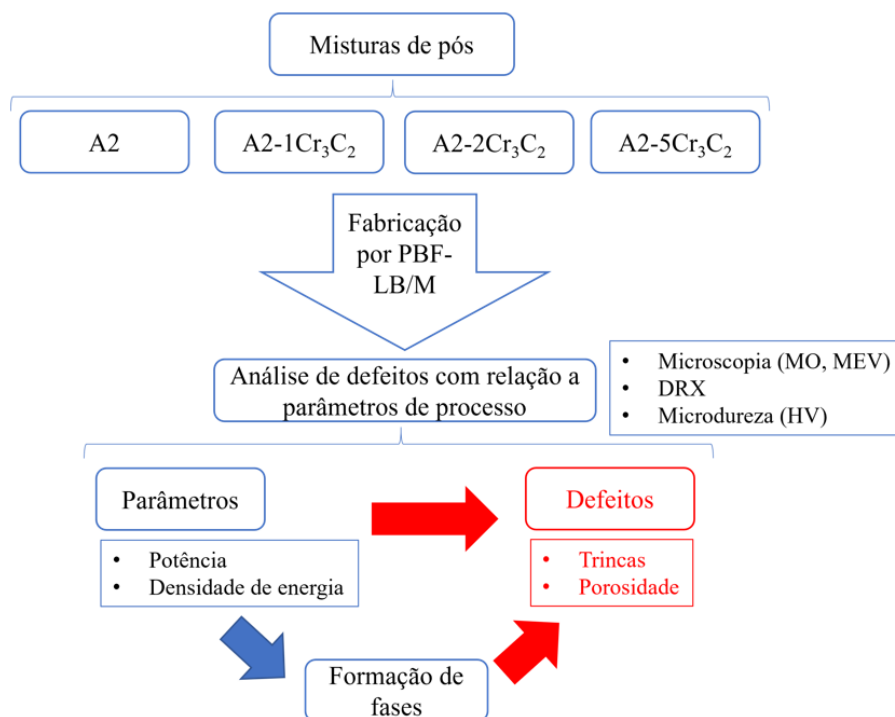 Misturas de pós
A2
A2-1Cr₃C₂
A2-2Cr₃C₂
A2-5Cr₃C₂
Fabricação
por PBF-
LB/M
Análise de defeitos com relação a
parâmetros de processo
• Microscopia (MO, MEV)
• DRX
• Microdureza (HV)
Parâmetros
• Potência
• Densidade de energia
Defeitos
• Trincas
• Porosidade
Formação de
fases